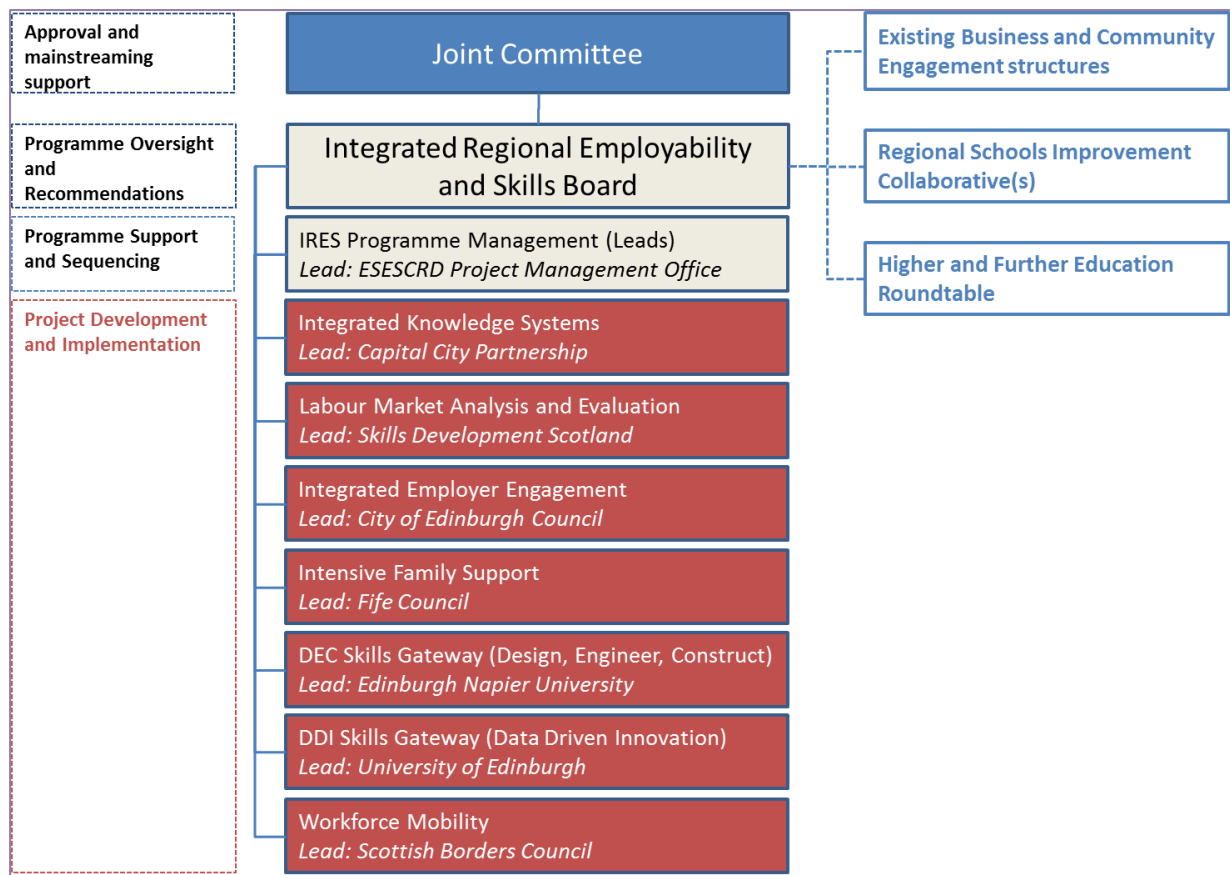 Approval and
mainstreaming
support
Joint Committee
Existing Business and Community
Engagement structures
Programme Oversight
and
Recommendations
Integrated Regional Employability
and Skills Board
Regional Schools Improvement
Collaborative(s)
Programme Support
and Sequencing
IRES Programme Management (Leads)
Lead: ESESCRD Project Management Office
Higher and Further Education
Roundtable
Project Development
and Implementation
Integrated Knowledge Systems
Lead: Capital City Partnership
Labour Market Analysis and Evaluation
Lead: Skills Development Scotland
Integrated Employer Engagement
Lead: City of Edinburgh Council
Intensive Family Support
Lead: Fife Council
DEC Skills Gateway (Design, Engineer, Construct)
Lead: Edinburgh Napier University
DDI Skills Gateway (Data Driven Innovation)
Lead: University of Edinburgh
Workforce Mobility
Lead: Scottish Borders Council